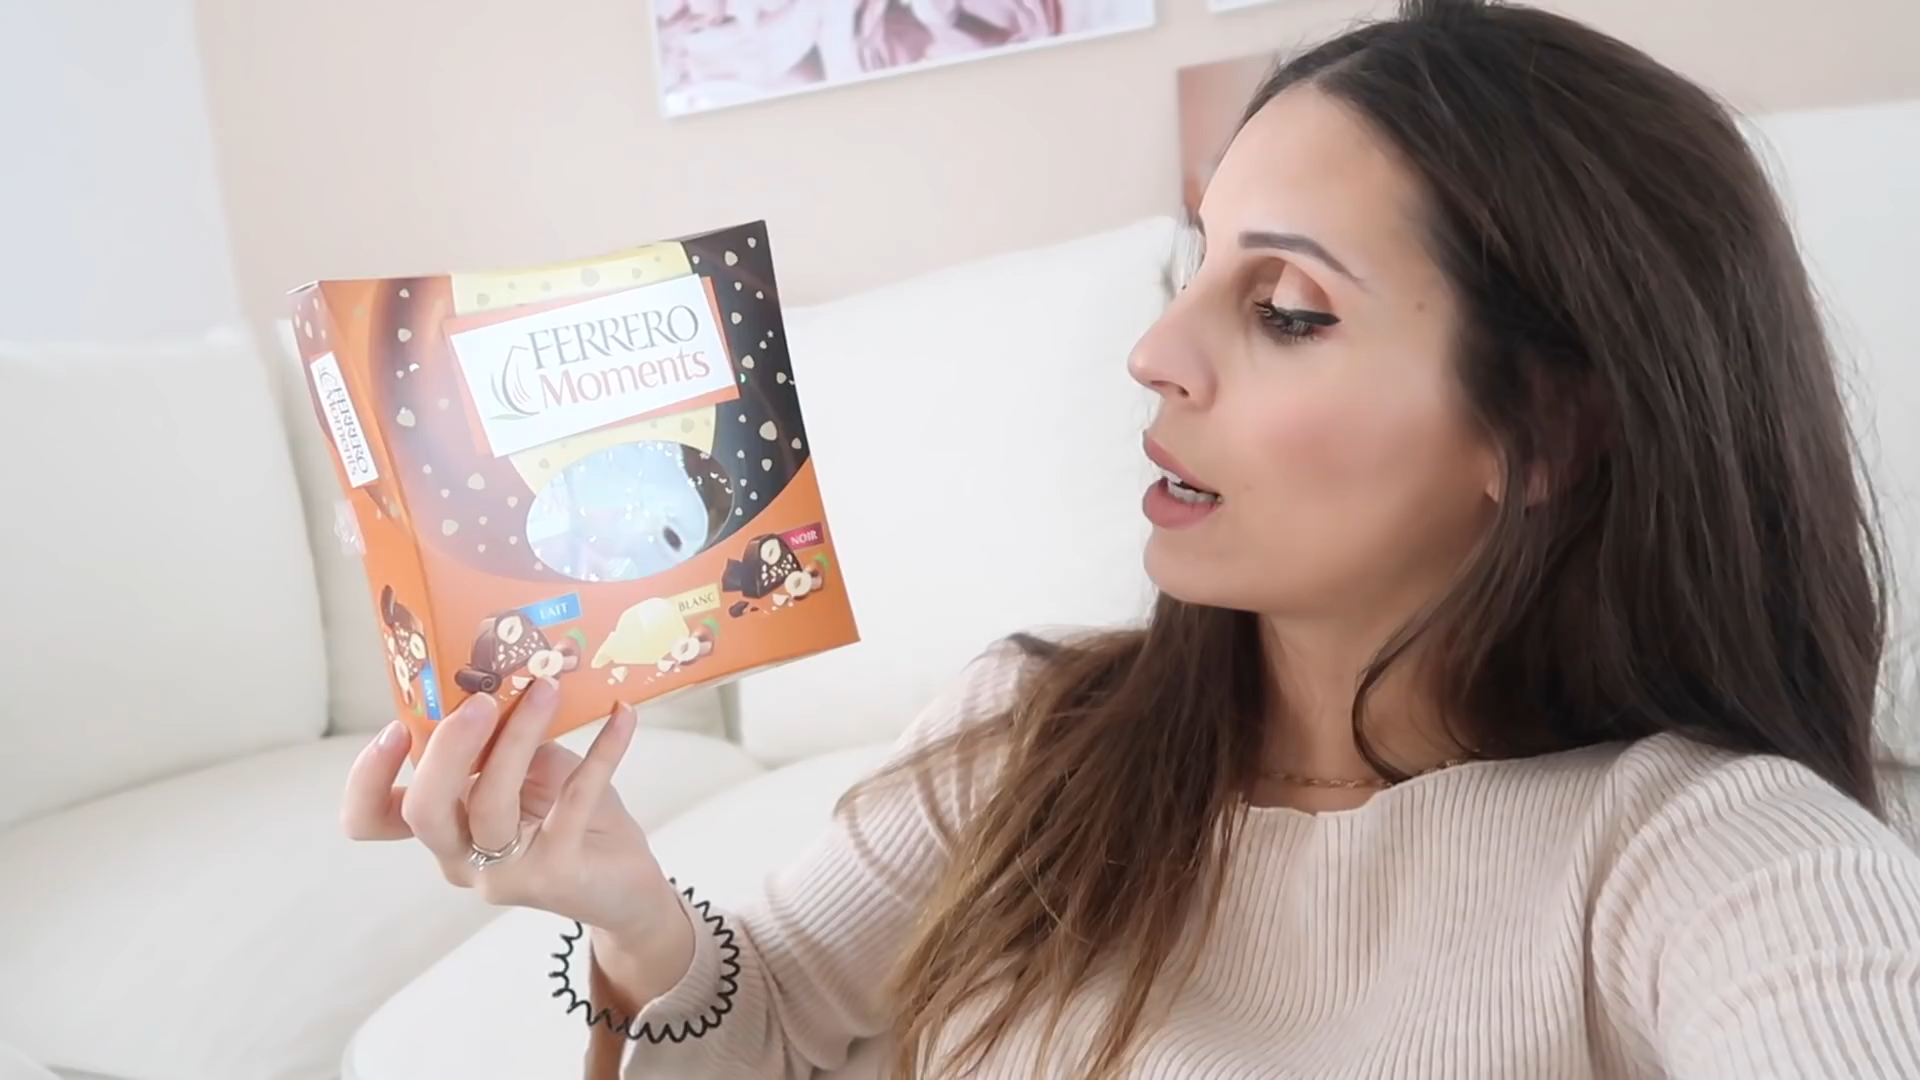 FERRERO
Moments
FERRERO
Moments
LAIT
BLANC
NOIR
LAIT